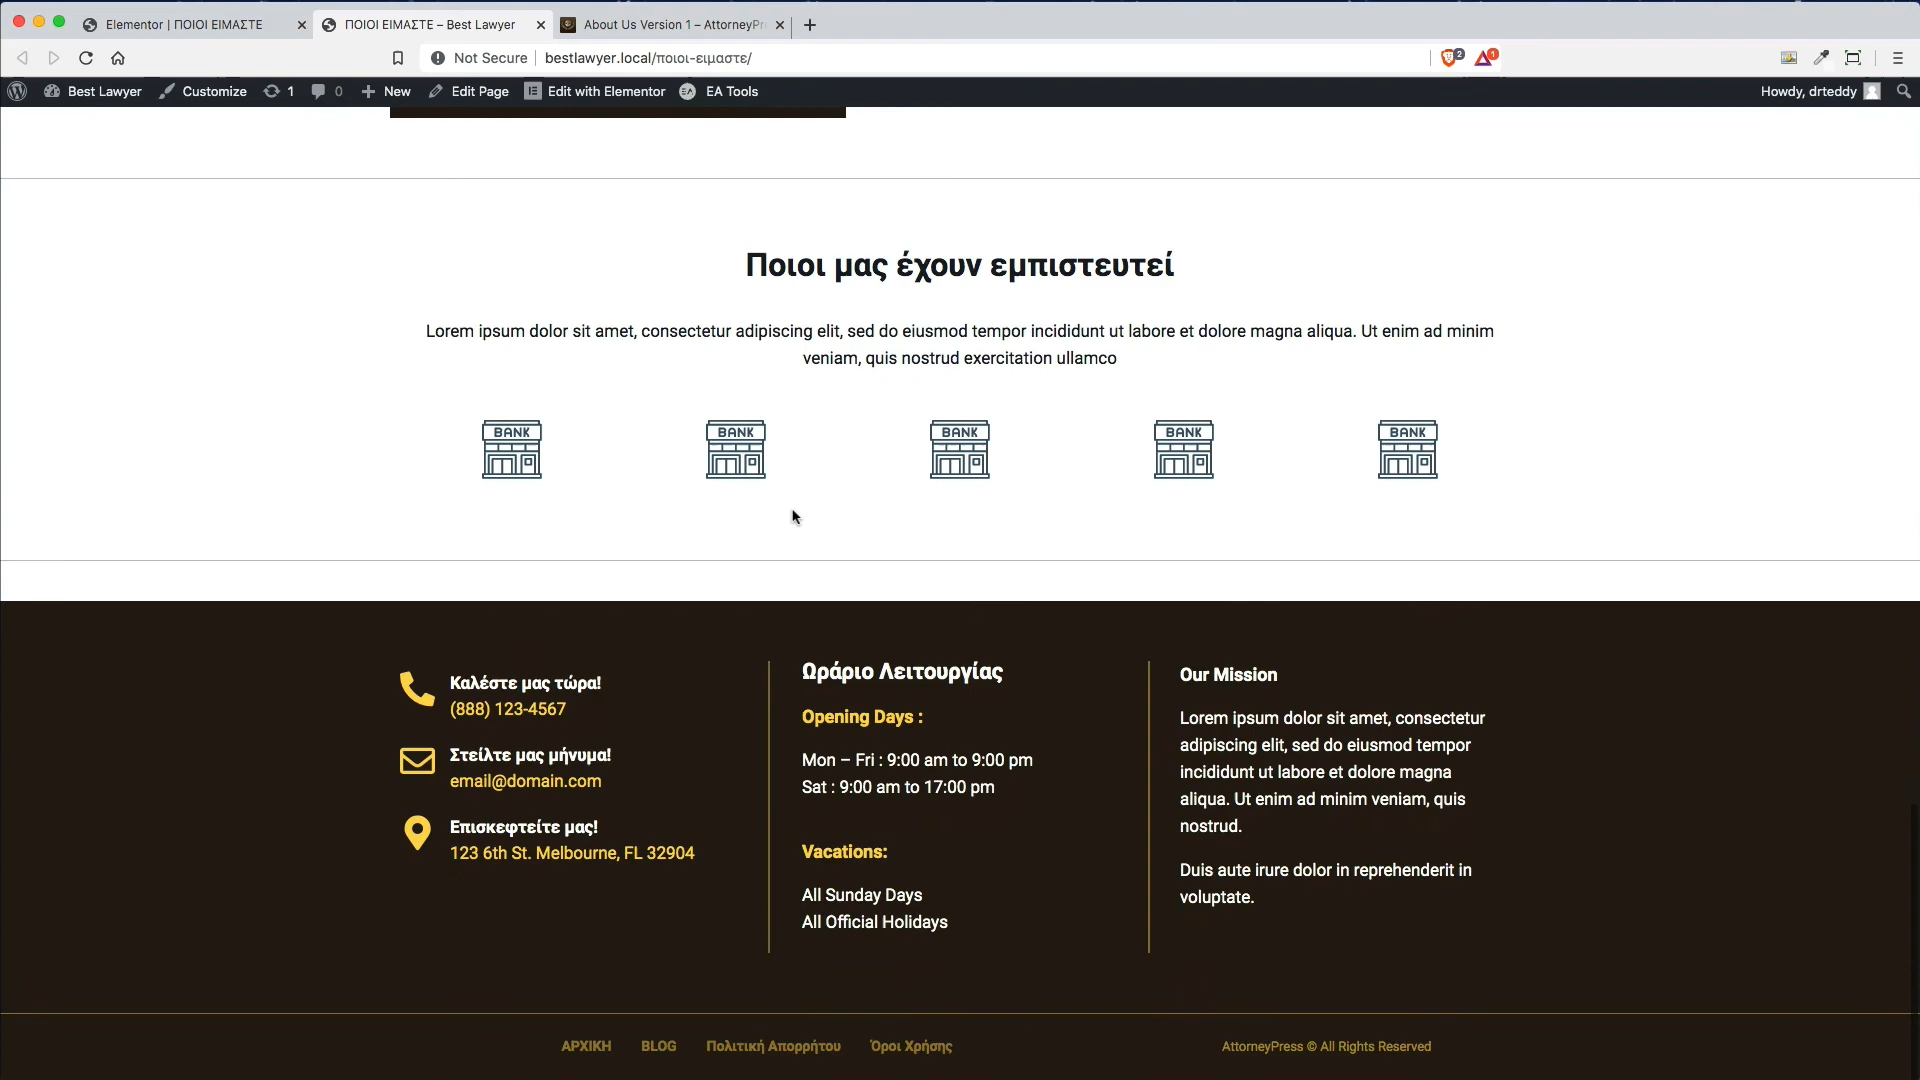 Elementor | ΠΟΙΟΙ ΕΙΜΑΣΤΕ
ΠΟΙΟΙ ΕΙΜΑΣΤΕ – Best Lawyer
About Us Version 1 – AttorneyPr
Not Secure
bestlawyer.local/ποιοι-ειμαστε/
2
1
Best Lawyer
Customize
1
0
New
Edit Page
Edit with Elementor
EA Tools
Howdy, drteddy
Ποιοι μας έχουν εμπιστευτεί
Lorem ipsum dolor sit amet, consectetur adipiscing elit, sed do eiusmod tempor incididunt ut labore et dolore magna aliqua. Ut enim ad minim
veniam, quis nostrud exercitation ullamco
BANK
BANK
BANK
BANK
BANK
Καλέστε μας τώρα!
(888) 123-4567
Στείλτε μας μήνυμα!
email@domain.com
Επισκεφτείτε μας!
123 6th St. Melbourne, FL 32904
Ωράριο Λειτουργίας
Opening Days :
Mon – Fri : 9:00 am to 9:00 pm
Sat : 9:00 am to 17:00 pm
Vacations:
All Sunday Days
All Official Holidays
Our Mission
Lorem ipsum dolor sit amet, consectetur
adipiscing elit, sed do eiusmod tempor
incididunt ut labore et dolore magna
aliqua. Ut enim ad minim veniam, quis
nostrud.
Duis aute irure dolor in reprehenderit in
voluptate.
ΑΡΧΙΚΗ
BLOG
Πολιτική Απορρήτου
Όροι Χρήσης
AttorneyPress © All Rights Reserved